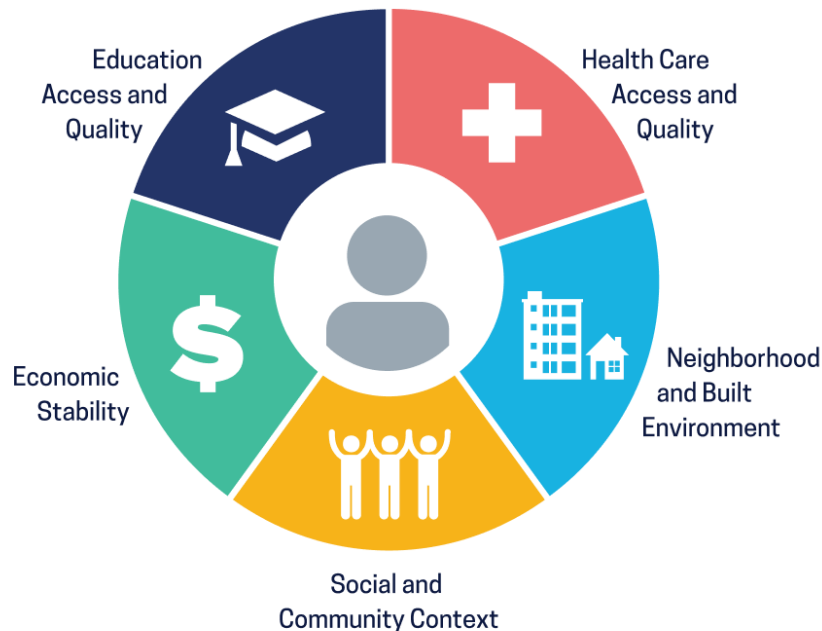 Education
Access and
Quality
Health Care
Access and
Quality
Economic
Stability
Neighborhood
and Built
Environment
Social and
Community Context